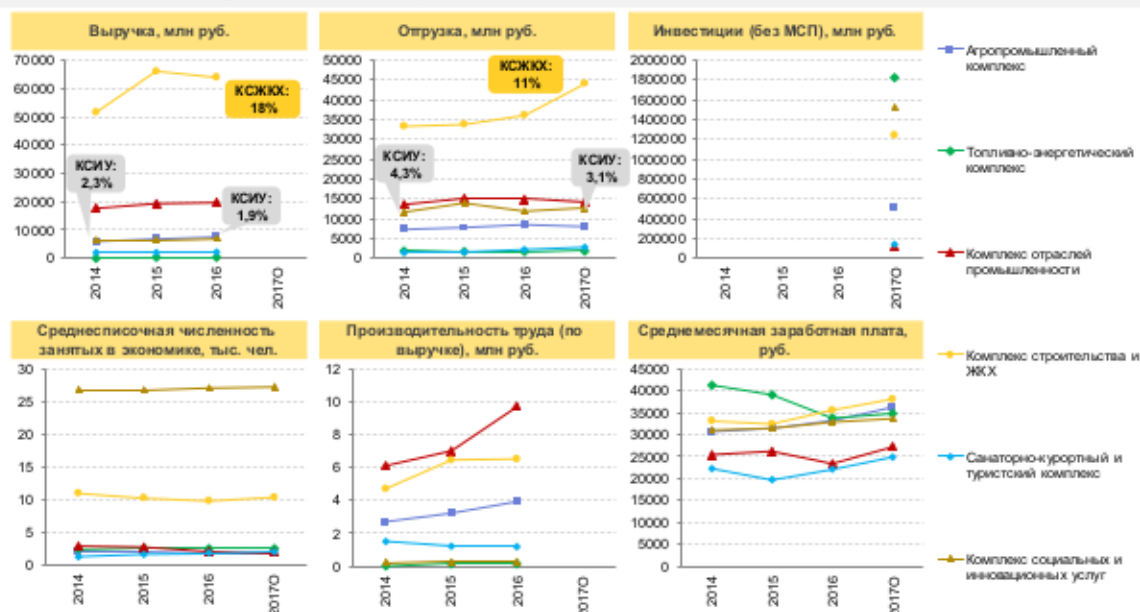 Выручка, млн руб.
Отгрузка, млн руб.
Инвестиции (без МСП), млн руб.
70000
60000
50000
40000
30000
20000
10000
0
КСЖКХ:
18%
КСИУ:
2,3%
КСИУ:
1,9%
2014
2015
2016
2017О
50000
45000
40000
35000
30000
25000
20000
15000
10000
5000
0
КСЖКХ:
11%
КСИУ:
4,3%
КСИУ:
3,1%
2014
2015
2016
2017О
2000000
1800000
1600000
1400000
1200000
1000000
800000
600000
400000
200000
0
2014
2015
2016
2017О
Агропромышленный
комплекс
Топливно-энергетический
комплекс
Комплекс отраслей
промышленности
Комплекс строительства и
ЖКХ
Санаторно-курортный и
туристский комплекс
Комплекс социальных и
инновационных услуг
Среднесписочная численность
занятых в экономике, тыс. чел.
Производительность труда (по
выручке), млн руб.
Среднемесячная заработная плата,
руб.
30
25
20
15
10
5
0
2014
2015
2016
2017О
12
10
8
6
4
2
0
2014
2015
2016
2017О
45000
40000
35000
30000
25000
20000
15000
10000
5000
0
2014
2015
2016
2017О